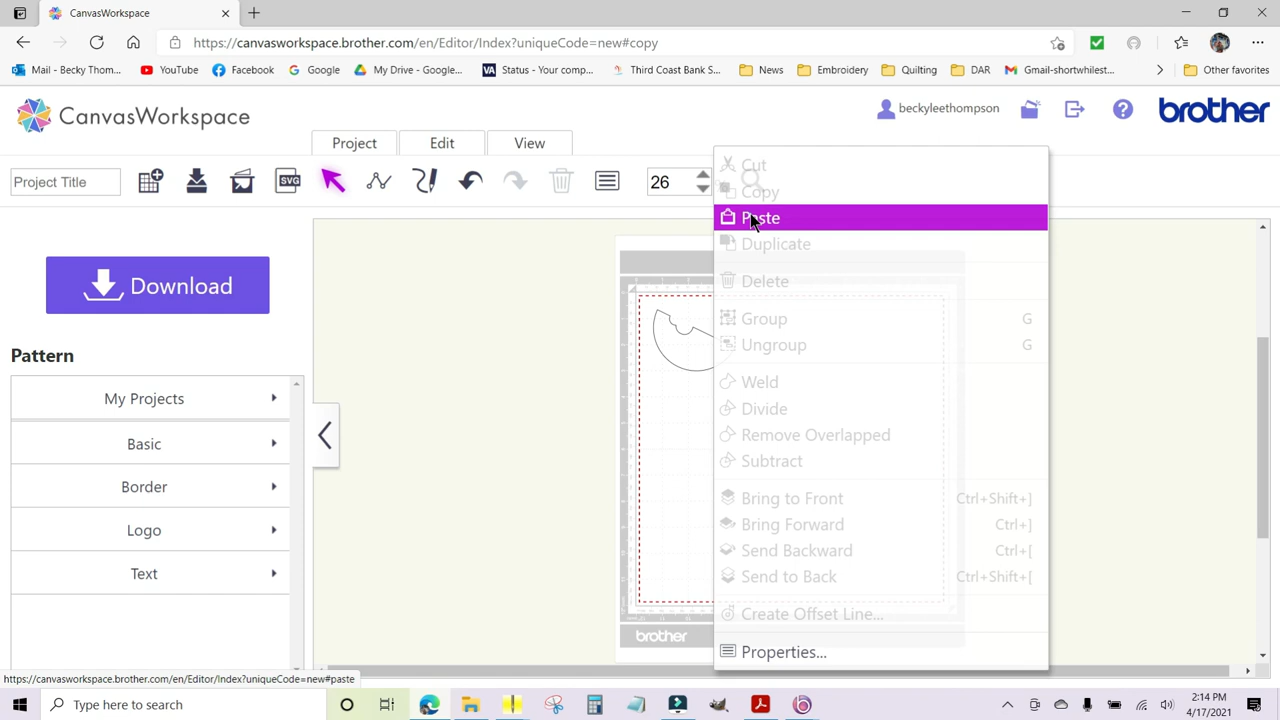 CanvasWorkspace
https://canvasworkspace.brother.com/en/Editor/Index?uniqueCode=new#copy
Mail - Becky Thom...
YouTube
Facebook
Google
My Drive - Google...
VA
Status - Your comp...
Third Coast Bank S...
News
Embroidery
Quilting
DAR
Gmail-shortwhilest...
Other favorites
CanvasWorkspace
beckyleethompson
?
brother
Project
Edit
View
Project Title
SVG
26
Cut
Copy
Paste
Duplicate
Delete
Group G
Ungroup G
Weld
Divide
Remove Overlapped
Subtract
Bring to Front Ctrl+Shift+]
Bring Forward Ctrl+]
Send Backward Ctrl+[
Send to Back Ctrl+Shift+[
Create Offset Line...
Properties...
Download
Pattern
My Projects
Basic
Border
Logo
Text
brother
https://canvasworkspace.brother.com/en/Editor/Index?uniqueCode=new#paste
Type here to search
2:14 PM
4/17/2021